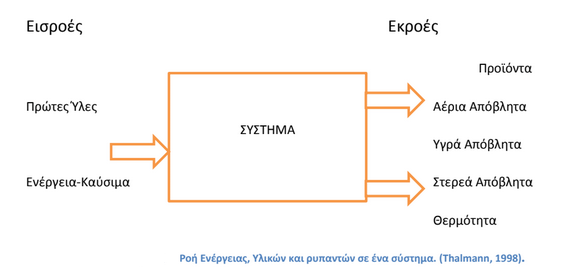 Εισροές
Εκροές
Προϊόντα
Πρώτες Ύλες
Αέρια Απόβλητα
ΣΥΣΤΗΜΑ
Υγρά Απόβλητα
Ενέργεια-Καύσιμα
Στερεά Απόβλητα
Θερμότητα
Ροή Ενέργειας, Υλικών και ρυπαντών σε ένα σύστημα. (Thalmann, 1998).